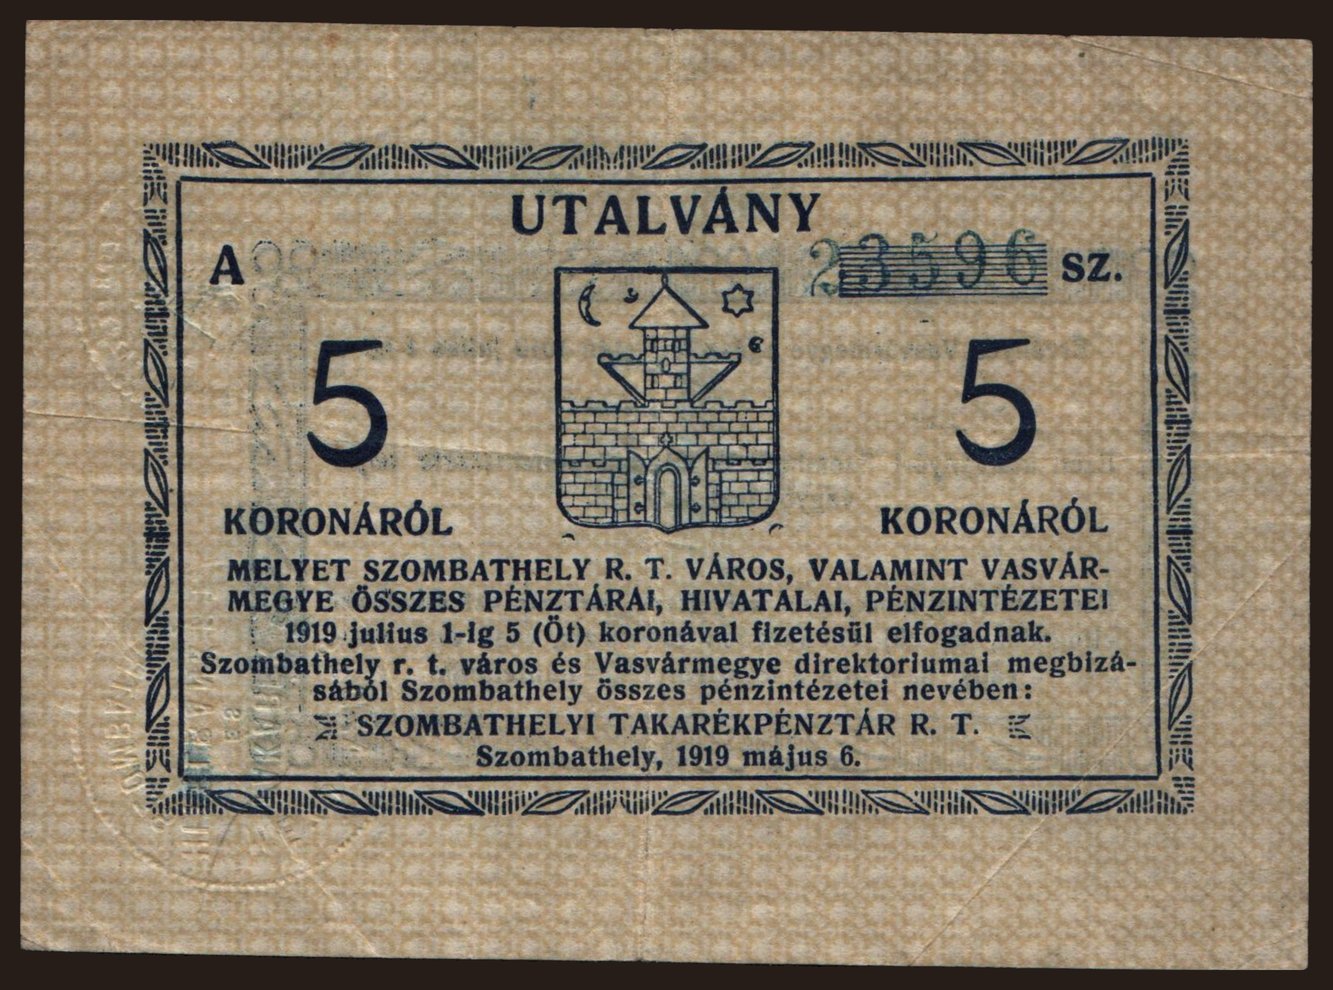 UTALVÁNY
A 23596 SZ.
5 5
KORONÁRÓL KORONÁRÓL
MELYET SZOMBATHELY R. T. VÁROS, VALAMINT VASVÁR-
MEGYE ÖSSZES PÉNZTÁRAI, HIVATALAI, PÉNZINTÉZETEI
1919 julius 1-ig 5 (Öt) koronával fizetésül elfogadnak.
Szombathely r. t. város és Vasvármegye direktoriumai megbizá-
sából Szombathely összes pénzintézetei nevében:
SZOMBATHELYI TAKARÉKPÉNZTÁR R. T.
Szombathely, 1919 május 6.